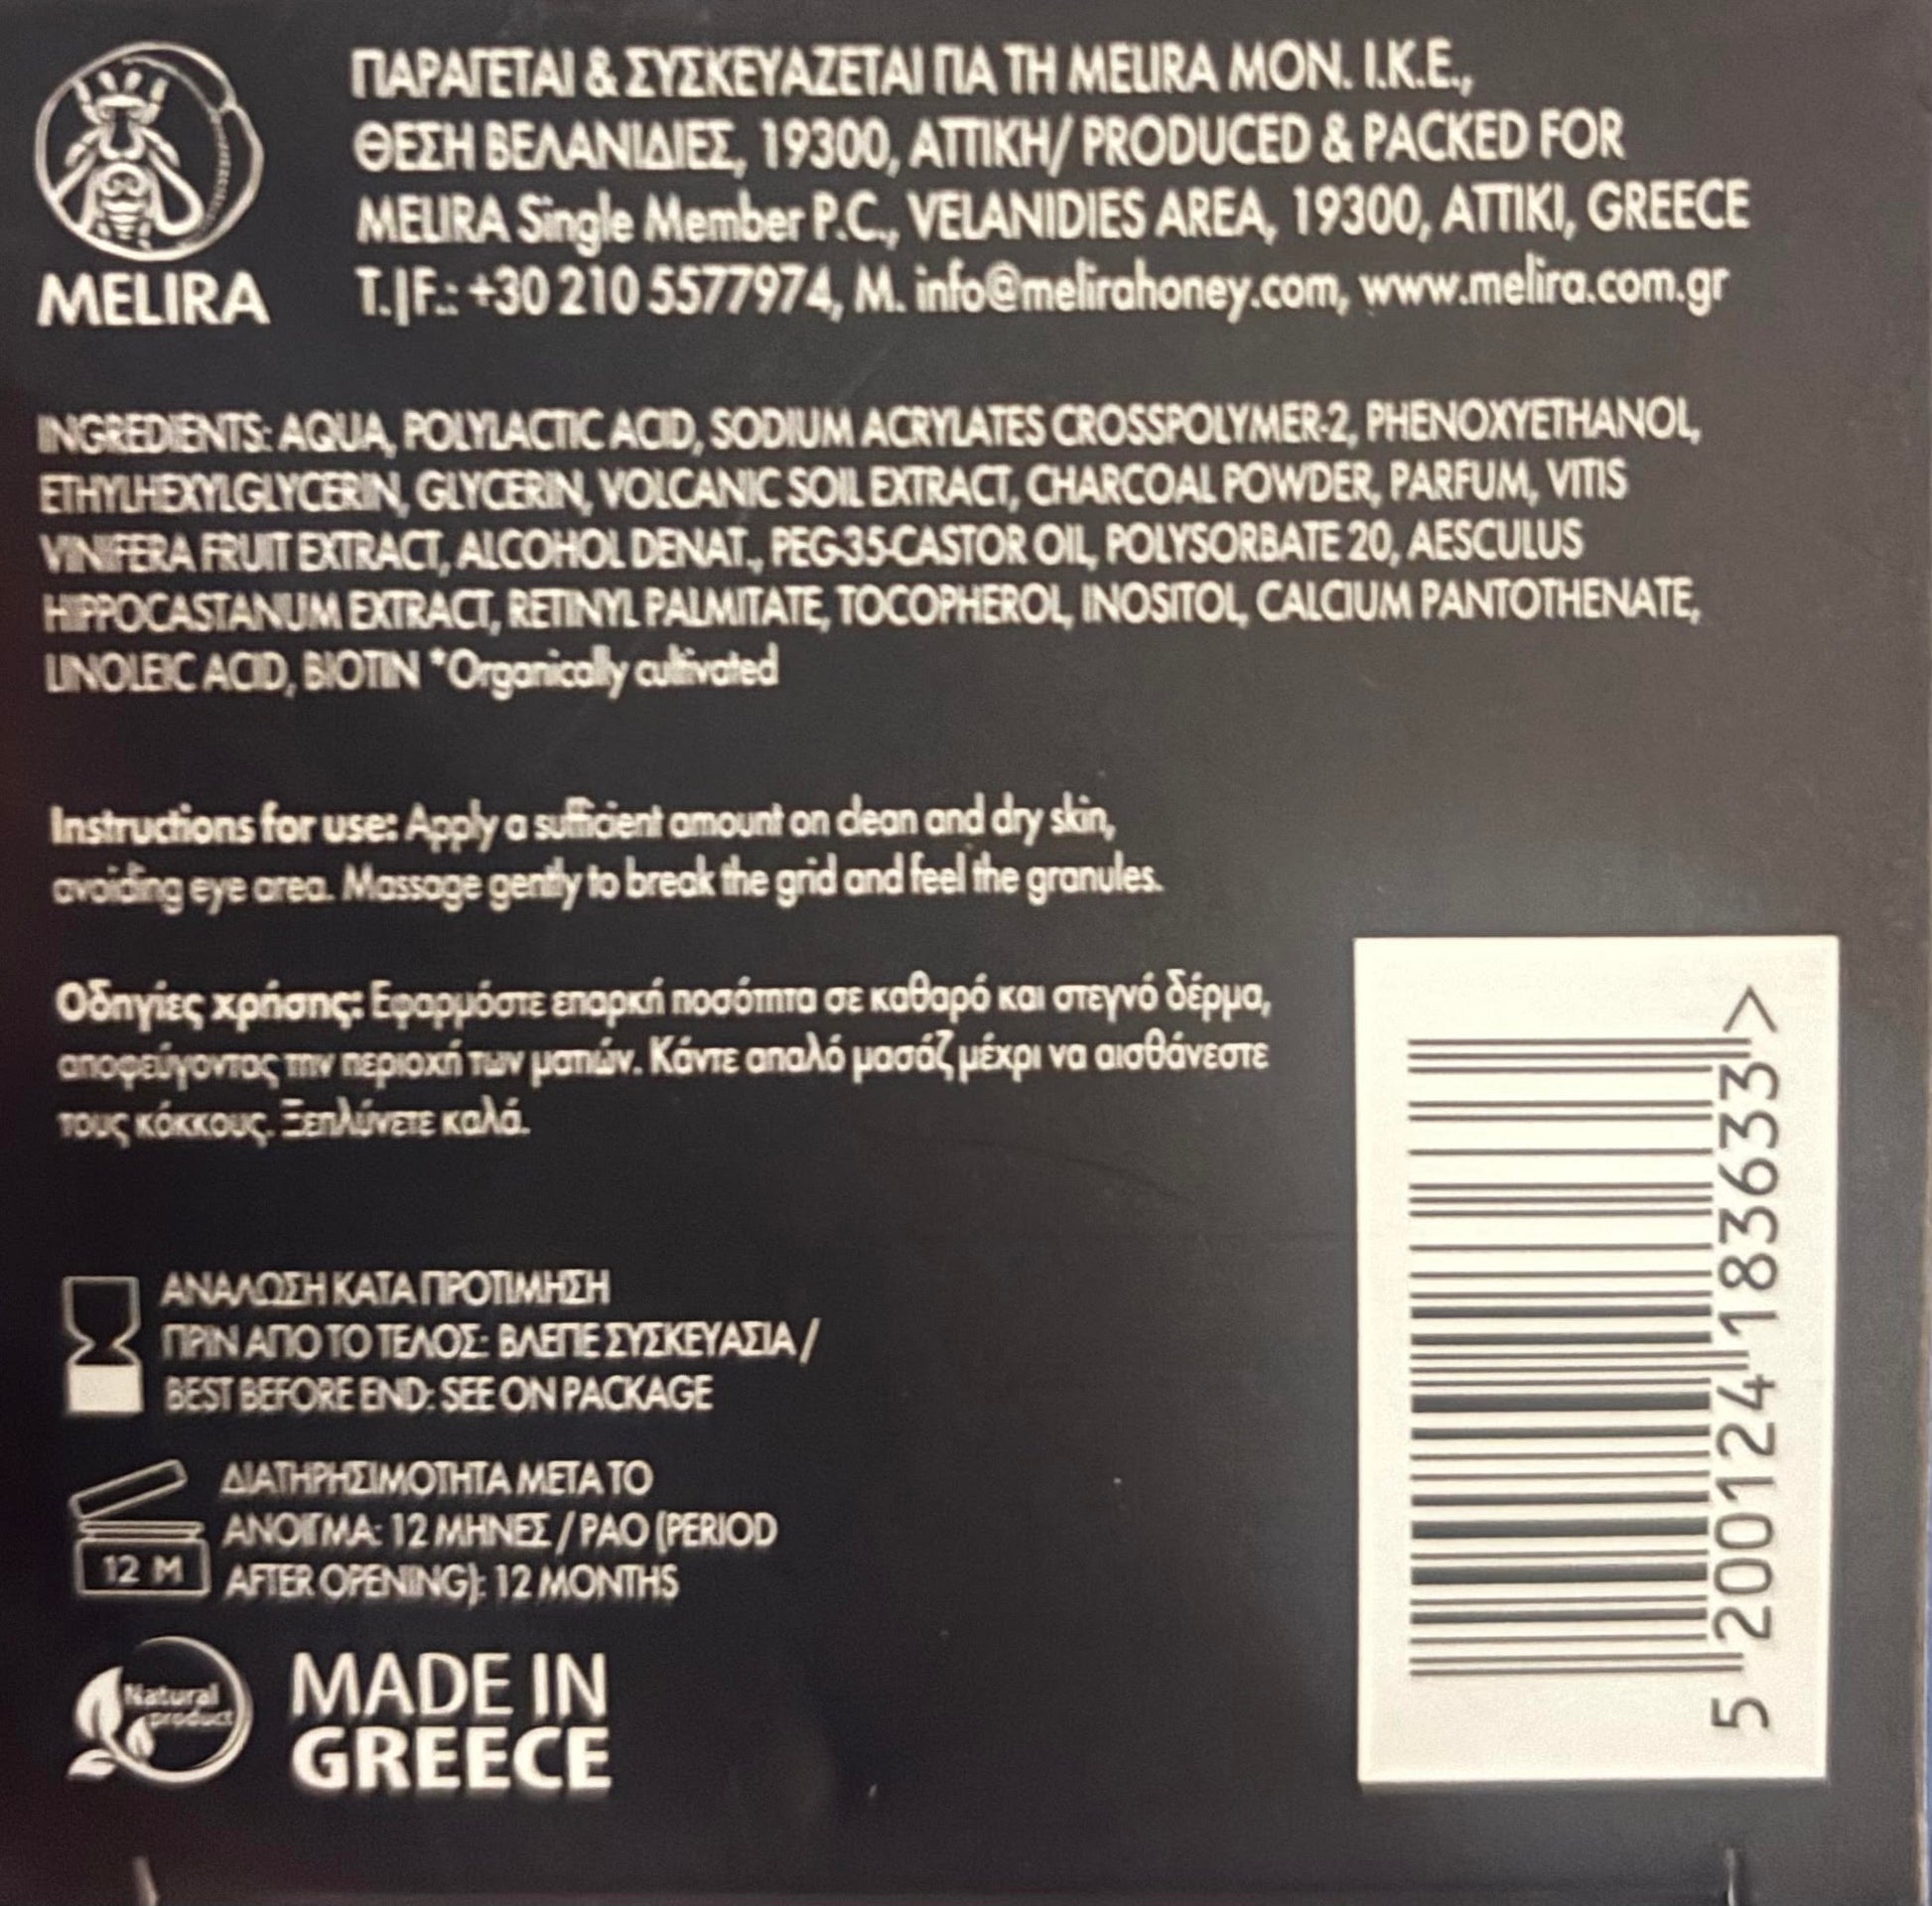 MELIRA
ΠΑΡΑΓΕΤΑΙ & ΣΥΣΚΕΥΑΖΕΤΑΙ ΓΙΑ ΤΗ MELIRA ΜΟΝ. Ι.Κ.Ε.,
ΘΕΣΗ ΒΕΛΑΝΙΔΙΕΣ, 19300, ΑΤΤΙΚΗ/ PRODUCED & PACKED FOR
MELIRA Single Member P.C., VELANIDIES AREA, 19300, ATTIKI, GREECE
T.|F.: +30 210 5577974, M. info@melirahoney.com, www.melira.com.gr
INGREDIENTS: AQUA, POLYLACTIC ACID, SODIUM ACRYLATES CROSSPOLYMER-2, PHENOXYETHANOL,
ETHYLHEXYLGLYCERIN, GLYCERIN, VOLCANIC SOIL EXTRACT, CHARCOAL POWDER, PARFUM, VITIS
VINIFERA FRUIT EXTRACT, ALCOHOL DENAT., PEG-35-CASTOR OIL, POLYSORBATE 20, AESCULUS
HIPPOCASTANUM EXTRACT, RETINYL PALMITATE, TOCOPHEROL, INOSITOL, CALCIUM PANTOTHENATE,
LINOLEIC ACID, BIOTIN *Organically cultivated
Instructions for use: Apply a sufficient amount on clean and dry skin,
avoiding eye area. Massage gently to break the grid and feel the granules.
Οδηγίες χρήσης: Εφαρμόστε επαρκή ποσότητα σε καθαρό και στεγνό δέρμα,
αποφεύγοντας την περιοχή των ματιών. Κάντε απαλό μασάζ μέχρι να αισθάνεστε
τους κόκκους. Ξεπλύνετε καλά.
ΑΝΑΛΩΣΗ ΚΑΤΑ ΠΡΟΤΙΜΗΣΗ
ΠΡΙΝ ΑΠΟ ΤΟ ΤΕΛΟΣ: ΒΛΕΠΕ ΣΥΣΚΕΥΑΣΙΑ /
BEST BEFORE END: SEE ON PACKAGE
12 M
ΔΙΑΤΗΡΗΣΙΜΟΤΗΤΑ ΜΕΤΑ ΤΟ
ΑΝΟΙΓΜΑ: 12 ΜΗΝΕΣ / PAO (PERIOD
AFTER OPENING): 12 MONTHS
Natural
product
MADE IN
GREECE
5 200124 183633 >